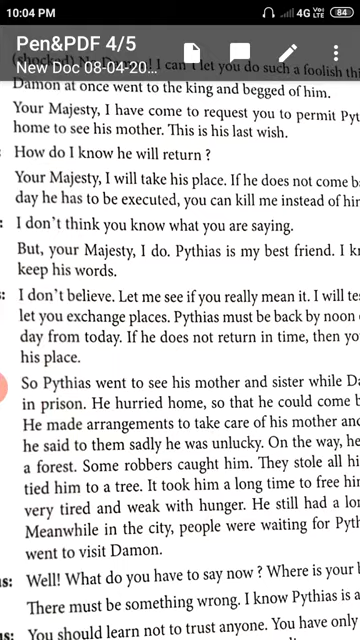 10:04 PM 4G VoLTE 84
Pen&PDF 4/5
New Doc 08-04-20...
(shocked) No Damon! I can't let you do such a foolish thi
Damon at once went to the king and begged of him.
Your Majesty, I have come to request you to permit Pyt
home to see his mother. This is his last wish.
: How do I know he will return ?
Your Majesty, I will take his place. If he does not come b
day he has to be executed, you can kill me instead of hin
: I don't think you know what you are saying.
But, your Majesty, I do. Pythias is my best friend. I k
keep his words.
s: I don't believe. Let me see if you really mean it. I will te
let you exchange places. Pythias must be back by noon
day from today. If he does not return in time, then yo
his place.
So Pythias went to see his mother and sister while Da
in prison. He hurried home, so that he could come b
He made arrangements to take care of his mother and
he said to them sadly he was unlucky. On the way, he
a forest. Some robbers caught him. They stole all hi
tied him to a tree. It took him a long time to free hin
very tired and weak with hunger. He still had a lon
Meanwhile in the city, people were waiting for Pyth
went to visit Damon.
us: Well! What do you have to say now ? Where is your b
There must be something wrong. I know Pythias is a
us: You should learn not to trust anyone. You have only